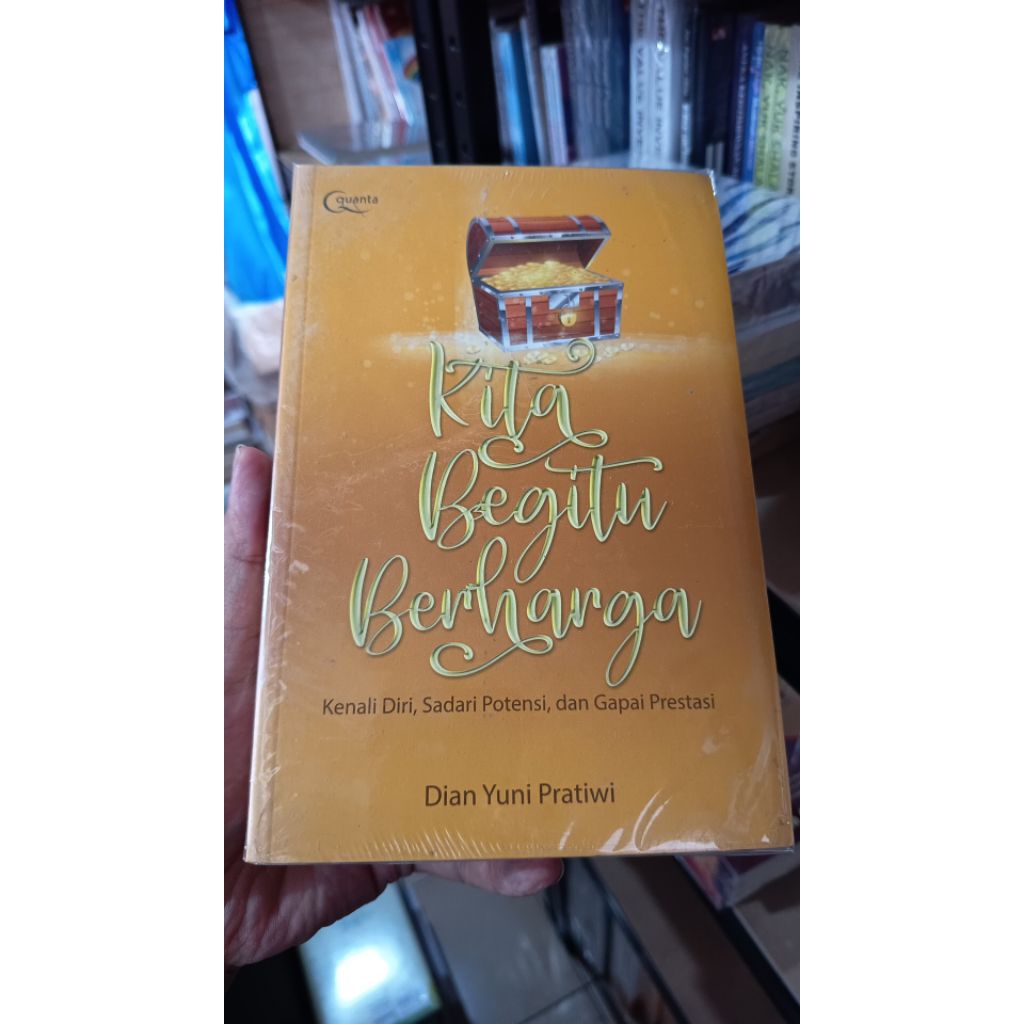 quanta
Kita
Begitu
Berharga
Kenali Diri, Sadari Potensi, dan Gapai Prestasi
Dian Yuni Pratiwi